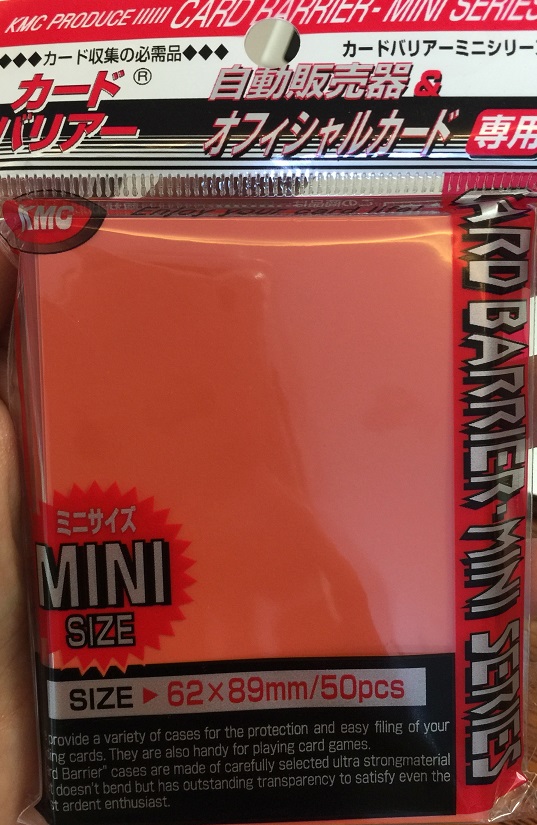 KMC PRODUCE ////// CARD BARRIER- MINI SERIES
◆◆◆カード収集の必需品◆◆◆
カードバリアーミニシリーズ
カード®
バリアー
自動販売器&
オフィシャルカード
専用
KMC
Enjoy your card life!
CARD BARRIER·MINI SERIES
ミニサイズ
MINI
SIZE
SIZE ▶ 62×89mm/50pcs
provide a variety of cases for the protection and easy filing of your
ing cards. They are also handy for playing card games.
rd Barrier" cases are made of carefully selected ultra strongmaterial
t doesn't bend but has outstanding transparency to satisfy even the
t ardent enthusiast.